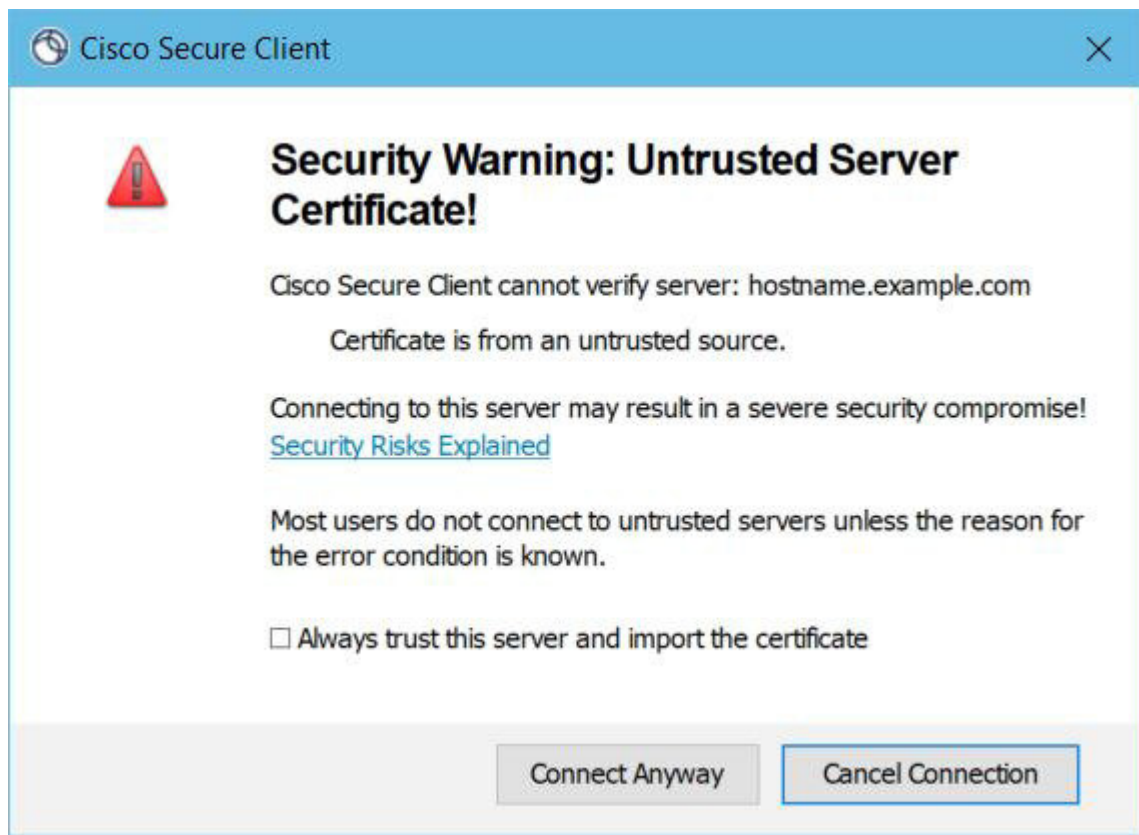 Cisco Secure Client
Security Warning: Untrusted Server
Certificate!
Cisco Secure Client cannot verify server: hostname.example.com
Certificate is from an untrusted source.
Connecting to this server may result in a severe security compromise!
Security Risks Explained
Most users do not connect to untrusted servers unless the reason for
the error condition is known.
Always trust this server and import the certificate
Connect Anyway
Cancel Connection